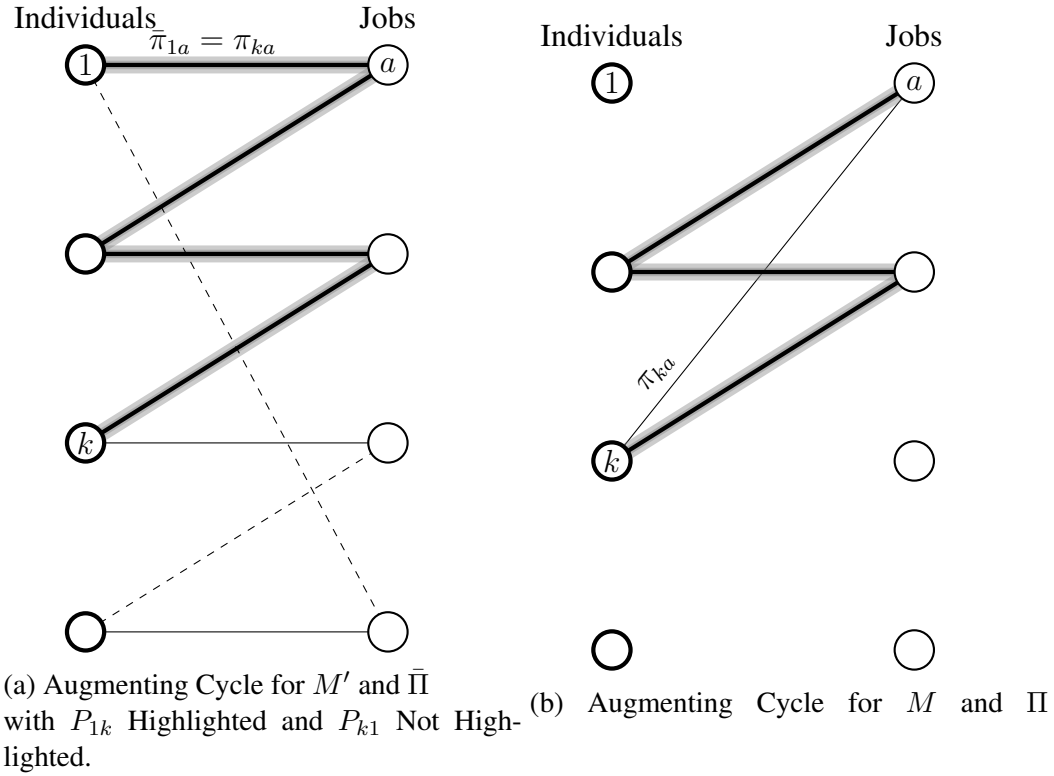 Individuals
Jobs
π̄₁ₐ = πₖₐ
1
a
k
(a) Augmenting Cycle for M′ and Π̄
with P₁ₖ Highlighted and Pₖ₁ Not High-
lighted.
Individuals
Jobs
1
a
πₖₐ
k
(b) Augmenting Cycle for M and Π